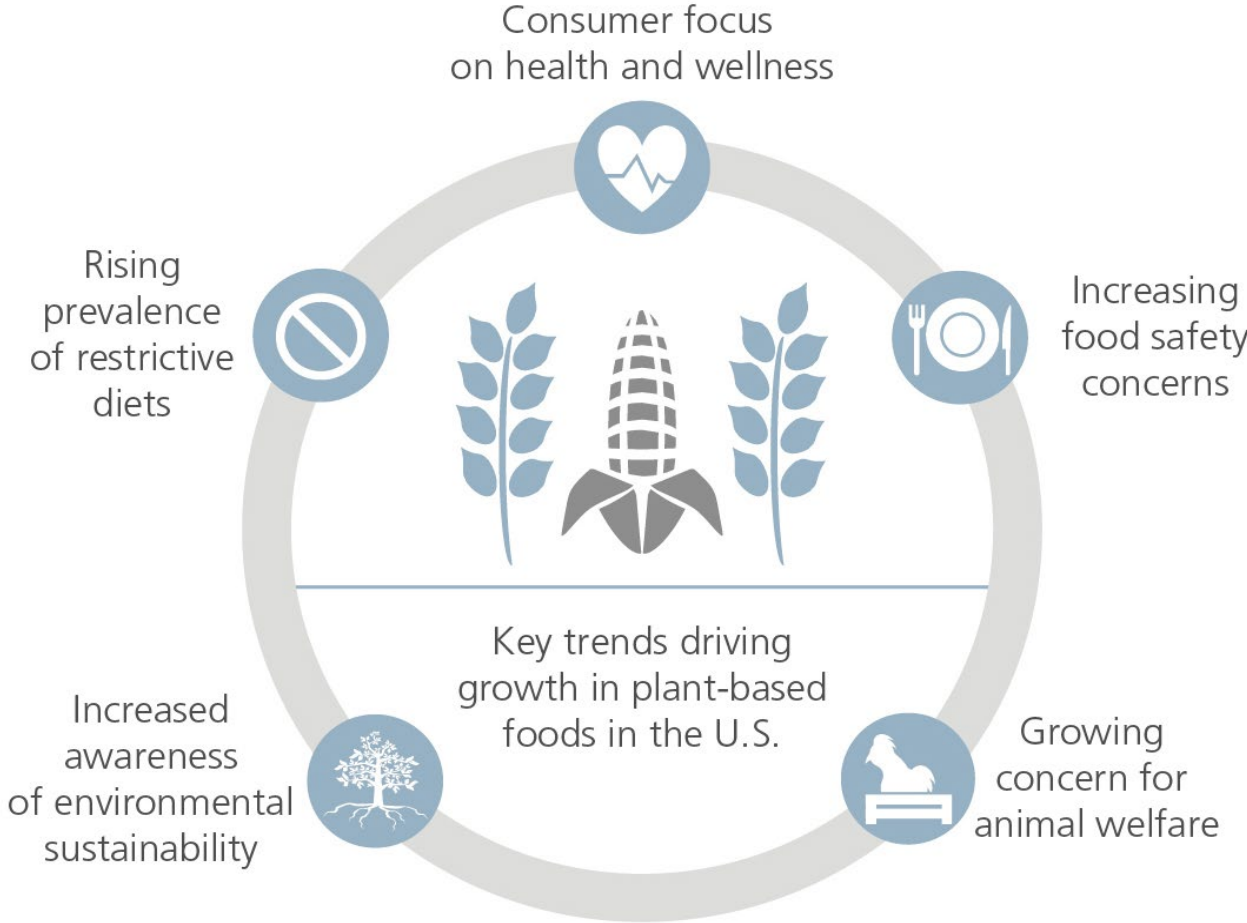 Consumer focus
on health and wellness
Increasing
food safety
concerns
Growing
concern for
animal welfare
Increased
awareness
of environmental
sustainability
Rising
prevalence
of restrictive
diets
Key trends driving
growth in plant-based
foods in the U.S.